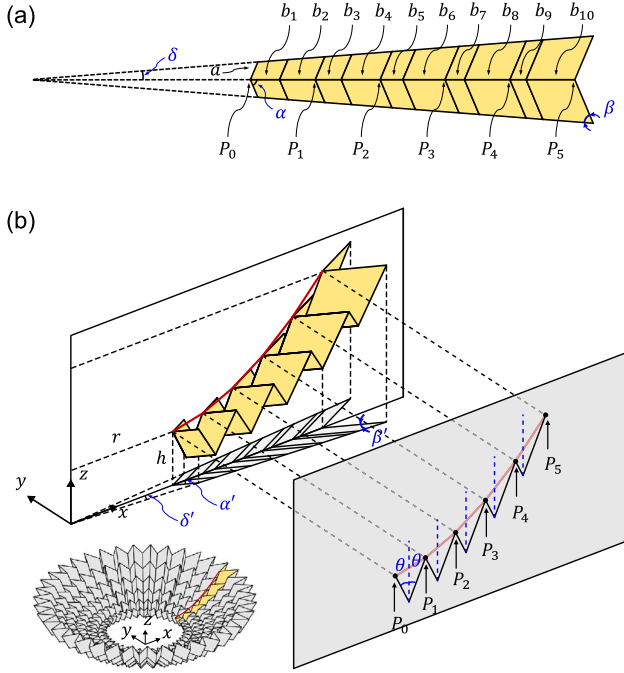 (a)
b₁ b₂ b₃ b₄ b₅ b₆ b₇ b₈ b₉ b₁₀
δ a
α β
P₀ P₁ P₂ P₃ P₄ P₅
(b)
r
h β′
y z x α′
δ′
P₅
P₄
P₃
θ θ P₂
P₁
P₀
y z x